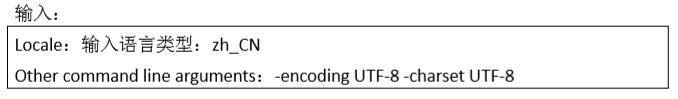 输入：
Locale：输入语言类型：zh_CN
Other command line arguments：-encoding UTF-8 -charset UTF-8